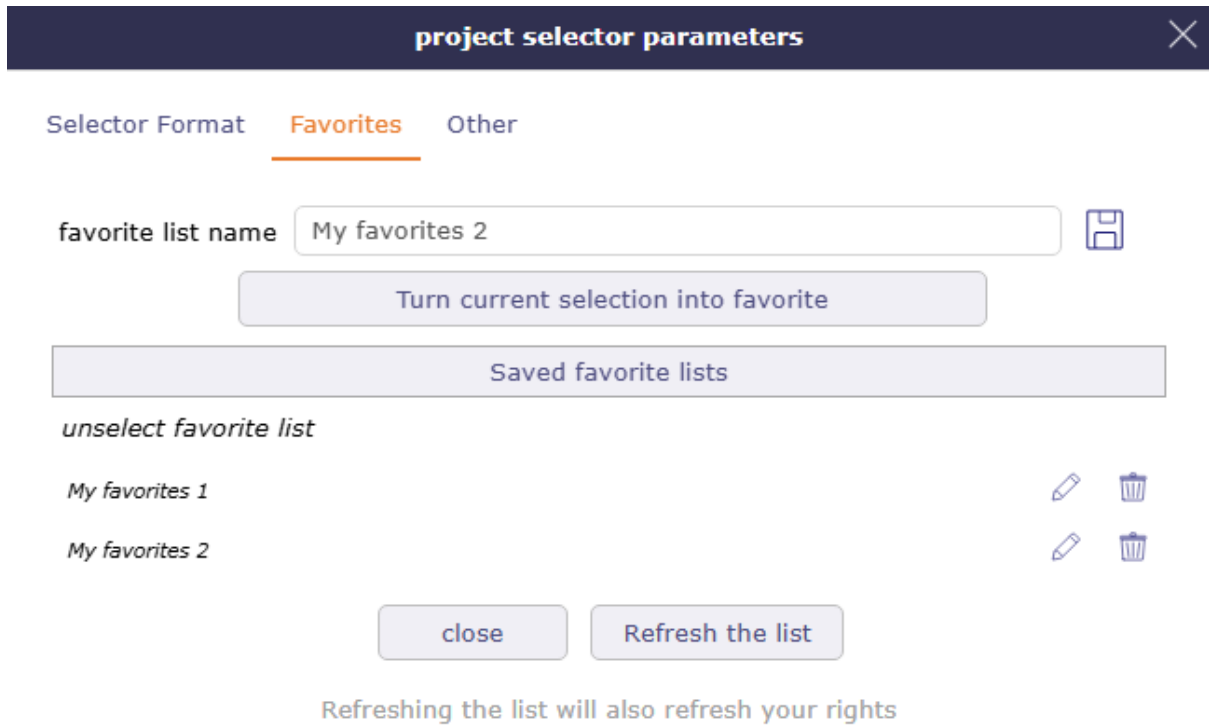 project selector parameters
Selector Format Favorites Other
favorite list name My favorites 2
Turn current selection into favorite
Saved favorite lists
unselect favorite list
My favorites 1
My favorites 2
close Refresh the list
Refreshing the list will also refresh your rights